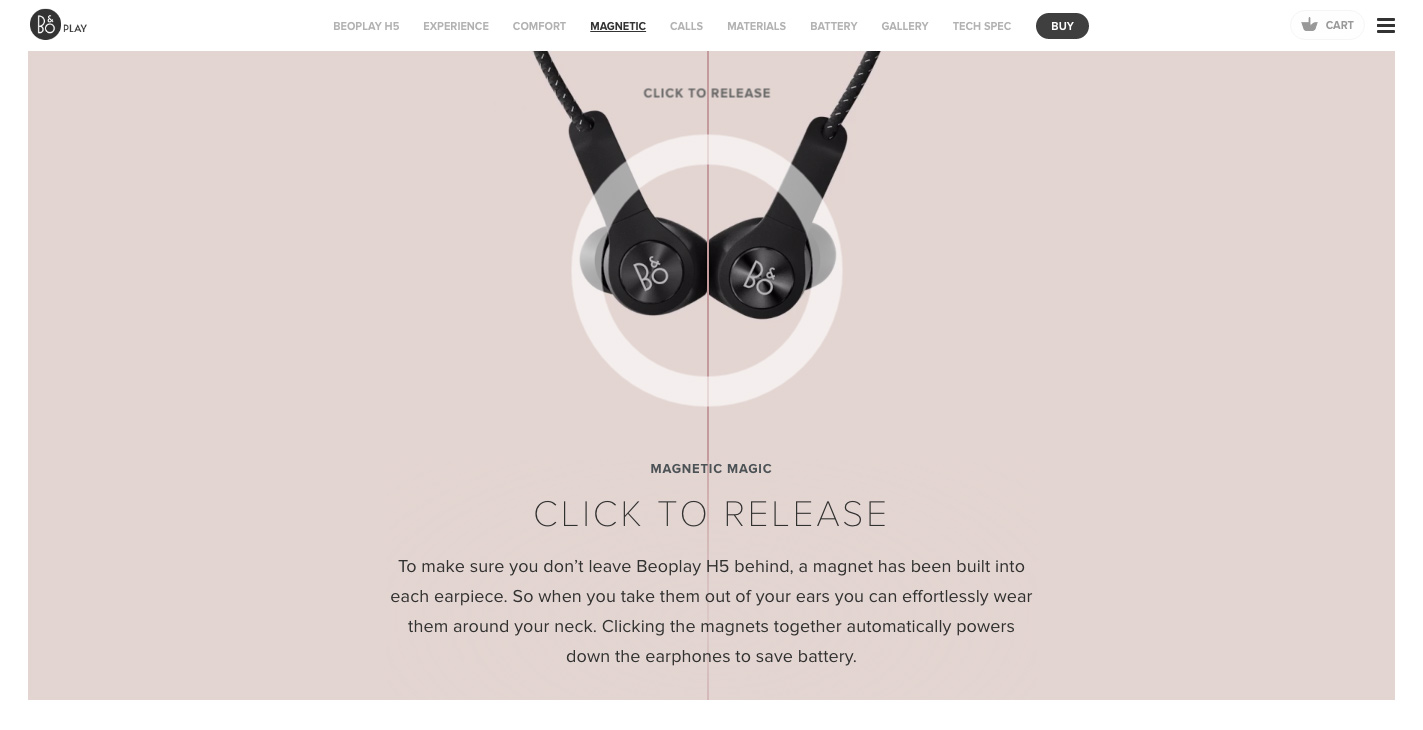 B&O PLAY
BEOPLAY H5 EXPERIENCE COMFORT MAGNETIC CALLS MATERIALS BATTERY GALLERY TECH SPEC BUY CART
CLICK TO RELEASE
B&O B&O
MAGNETIC MAGIC
CLICK TO RELEASE
To make sure you don’t leave Beoplay H5 behind, a magnet has been built into
each earpiece. So when you take them out of your ears you can effortlessly wear
them around your neck. Clicking the magnets together automatically powers
down the earphones to save battery.